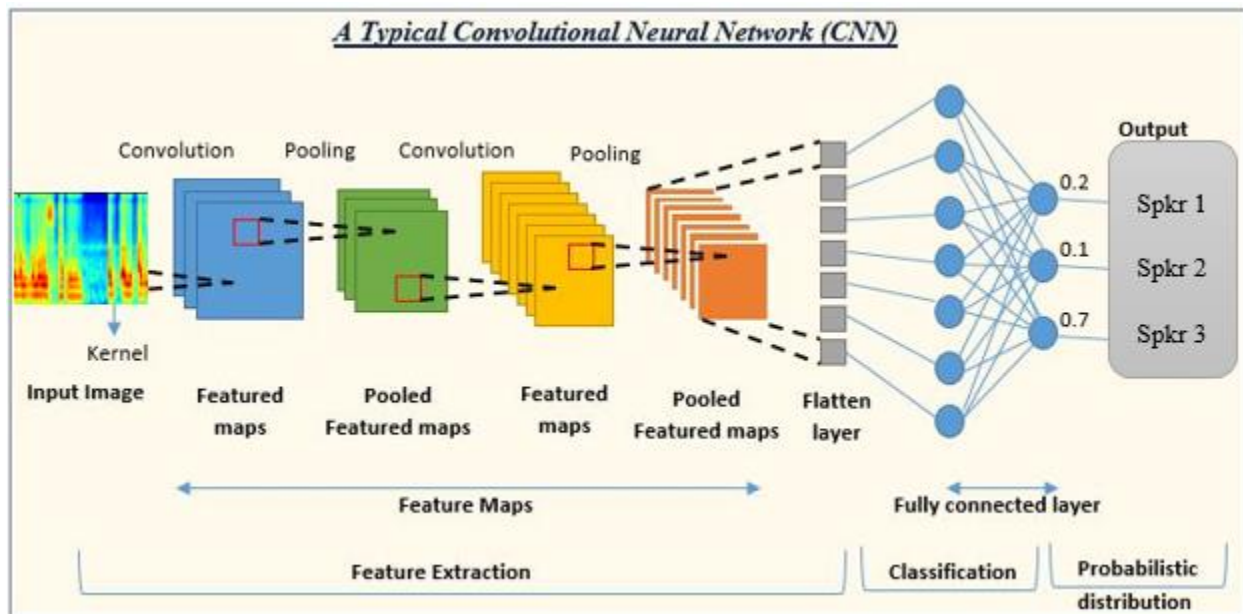 A Typical Convolutional Neural Network (CNN)
Convolution
Pooling
Convolution
Pooling
Output
0.2
Spkr 1
0.1
Spkr 2
0.7
Spkr 3
Kernel
Input Image
Featured
maps
Pooled
Featured maps
Featured
maps
Pooled
Featured maps
Flatten
layer
Feature Maps
Fully connected layer
Feature Extraction
Classification
Probabilistic
distribution